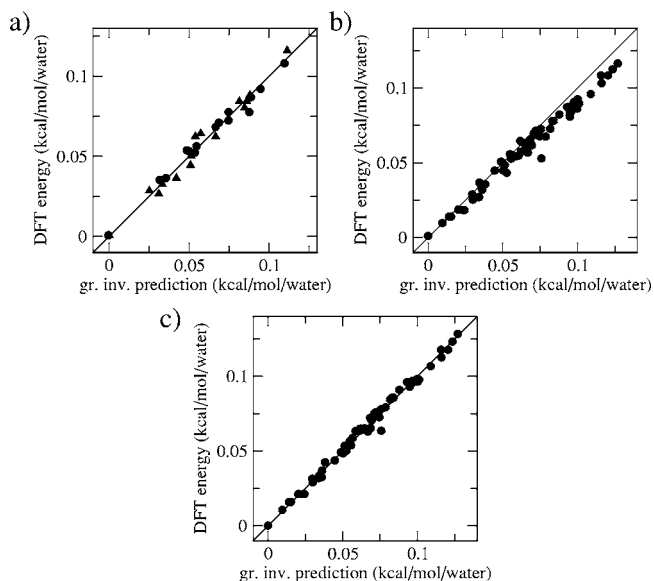 a)
DFT energy (kcal/mol/water)
0.1
0.05
0
0
0.05
0.1
gr. inv. prediction (kcal/mol/water)
b)
DFT energy (kcal/mol/water)
0.1
0.05
0
0
0.05
0.1
gr. inv. prediction (kcal/mol/water)
c)
DFT energy (kcal/mol/water)
0.1
0.05
0
0
0.05
0.1
gr. inv. prediction (kcal/mol/water)